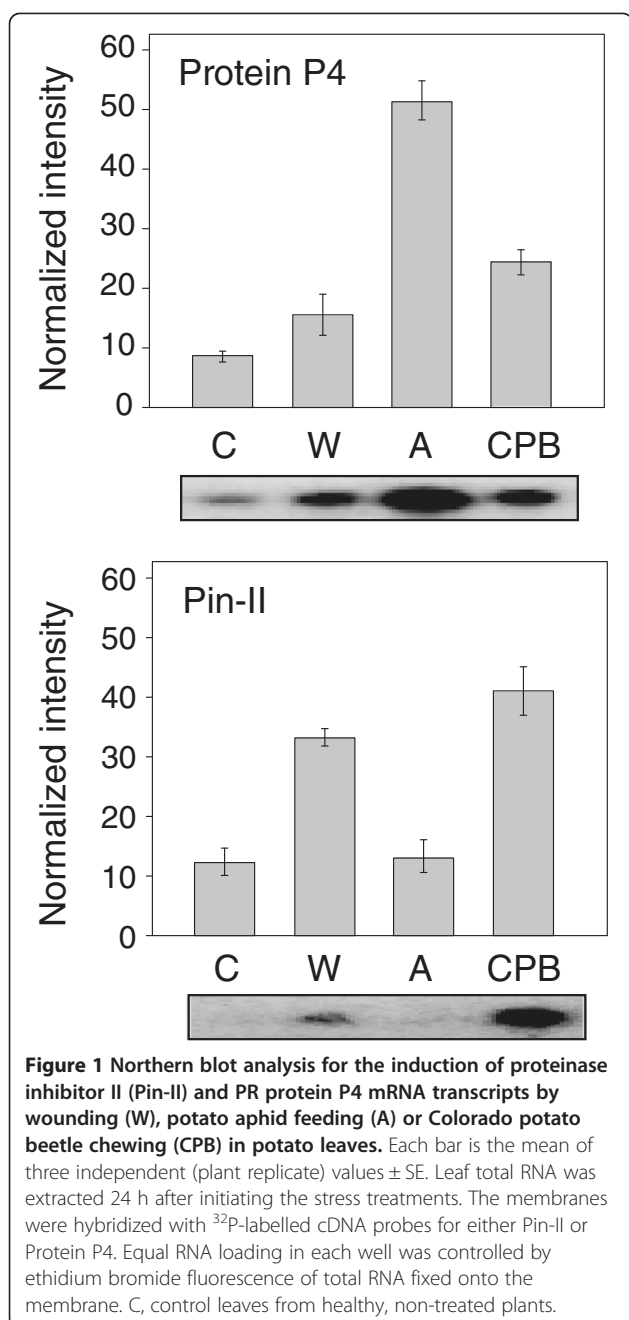 60
50
40
30
20
10
0
Normalized intensity
Protein P4
C W A CPB
60
50
40
30
20
10
0
Normalized intensity
Pin-II
C W A CPB
Figure 1 Northern blot analysis for the induction of proteinase
inhibitor II (Pin-II) and PR protein P4 mRNA transcripts by
wounding (W), potato aphid feeding (A) or Colorado potato
beetle chewing (CPB) in potato leaves. Each bar is the mean of
three independent (plant replicate) values ± SE. Leaf total RNA was
extracted 24 h after initiating the stress treatments. The membranes
were hybridized with ³²P-labelled cDNA probes for either Pin-II or
Protein P4. Equal RNA loading in each well was controlled by
ethidium bromide fluorescence of total RNA fixed onto the
membrane. C, control leaves from healthy, non-treated plants.